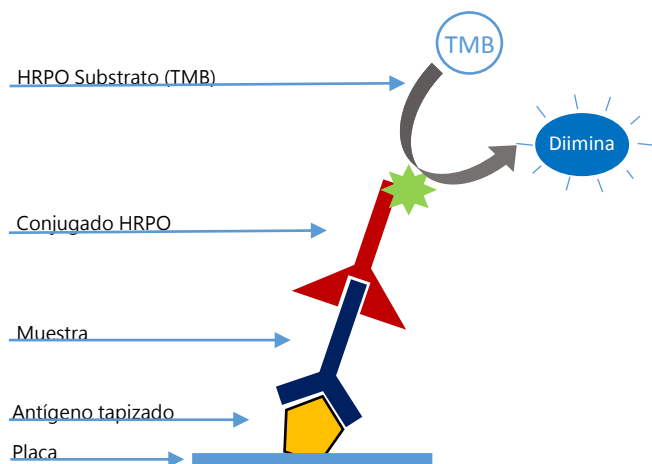 TMB
HRPO Substrato (TMB)
Diimina
Conjugado HRPO
Muestra
Antígeno tapizado
Placa